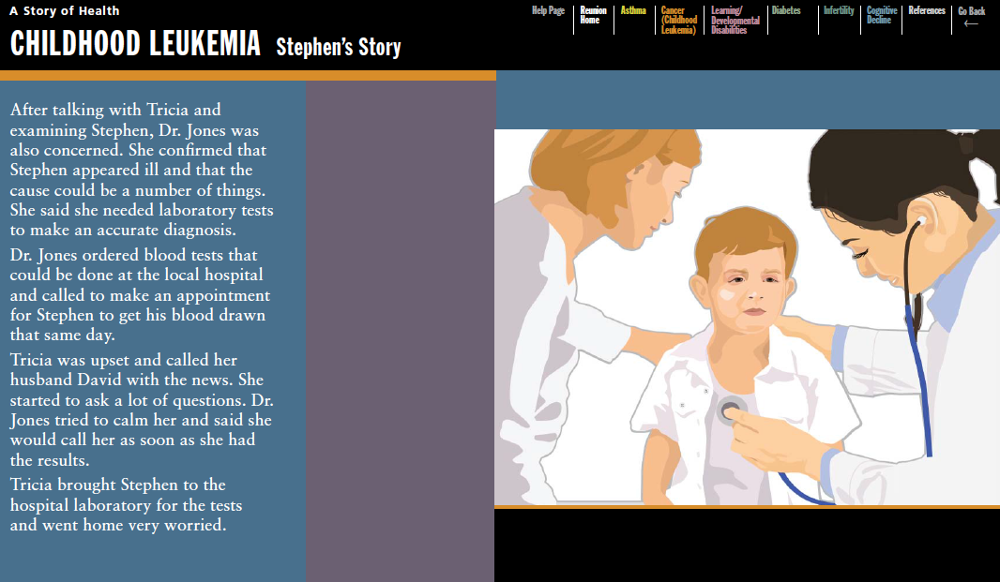 A Story of Health
CHILDHOOD LEUKEMIA Stephen's Story
Help Page
Reunion
Home
Asthma
Cancer
(Childhood
Leukemia)
Learning/
Developmental
Disabilities
Diabetes
Infertility
Cognitive
Decline
References
Go Back
After talking with Tricia and
examining Stephen, Dr. Jones was
also concerned. She confirmed that
Stephen appeared ill and that the
cause could be a number of things.
She said she needed laboratory tests
to make an accurate diagnosis.
Dr. Jones ordered blood tests that
could be done at the local hospital
and called to make an appointment
for Stephen to get his blood drawn
that same day.
Tricia was upset and called her
husband David with the news. She
started to ask a lot of questions. Dr.
Jones tried to calm her and said she
would call her as soon as she had
the results.
Tricia brought Stephen to the
hospital laboratory for the tests
and went home very worried.